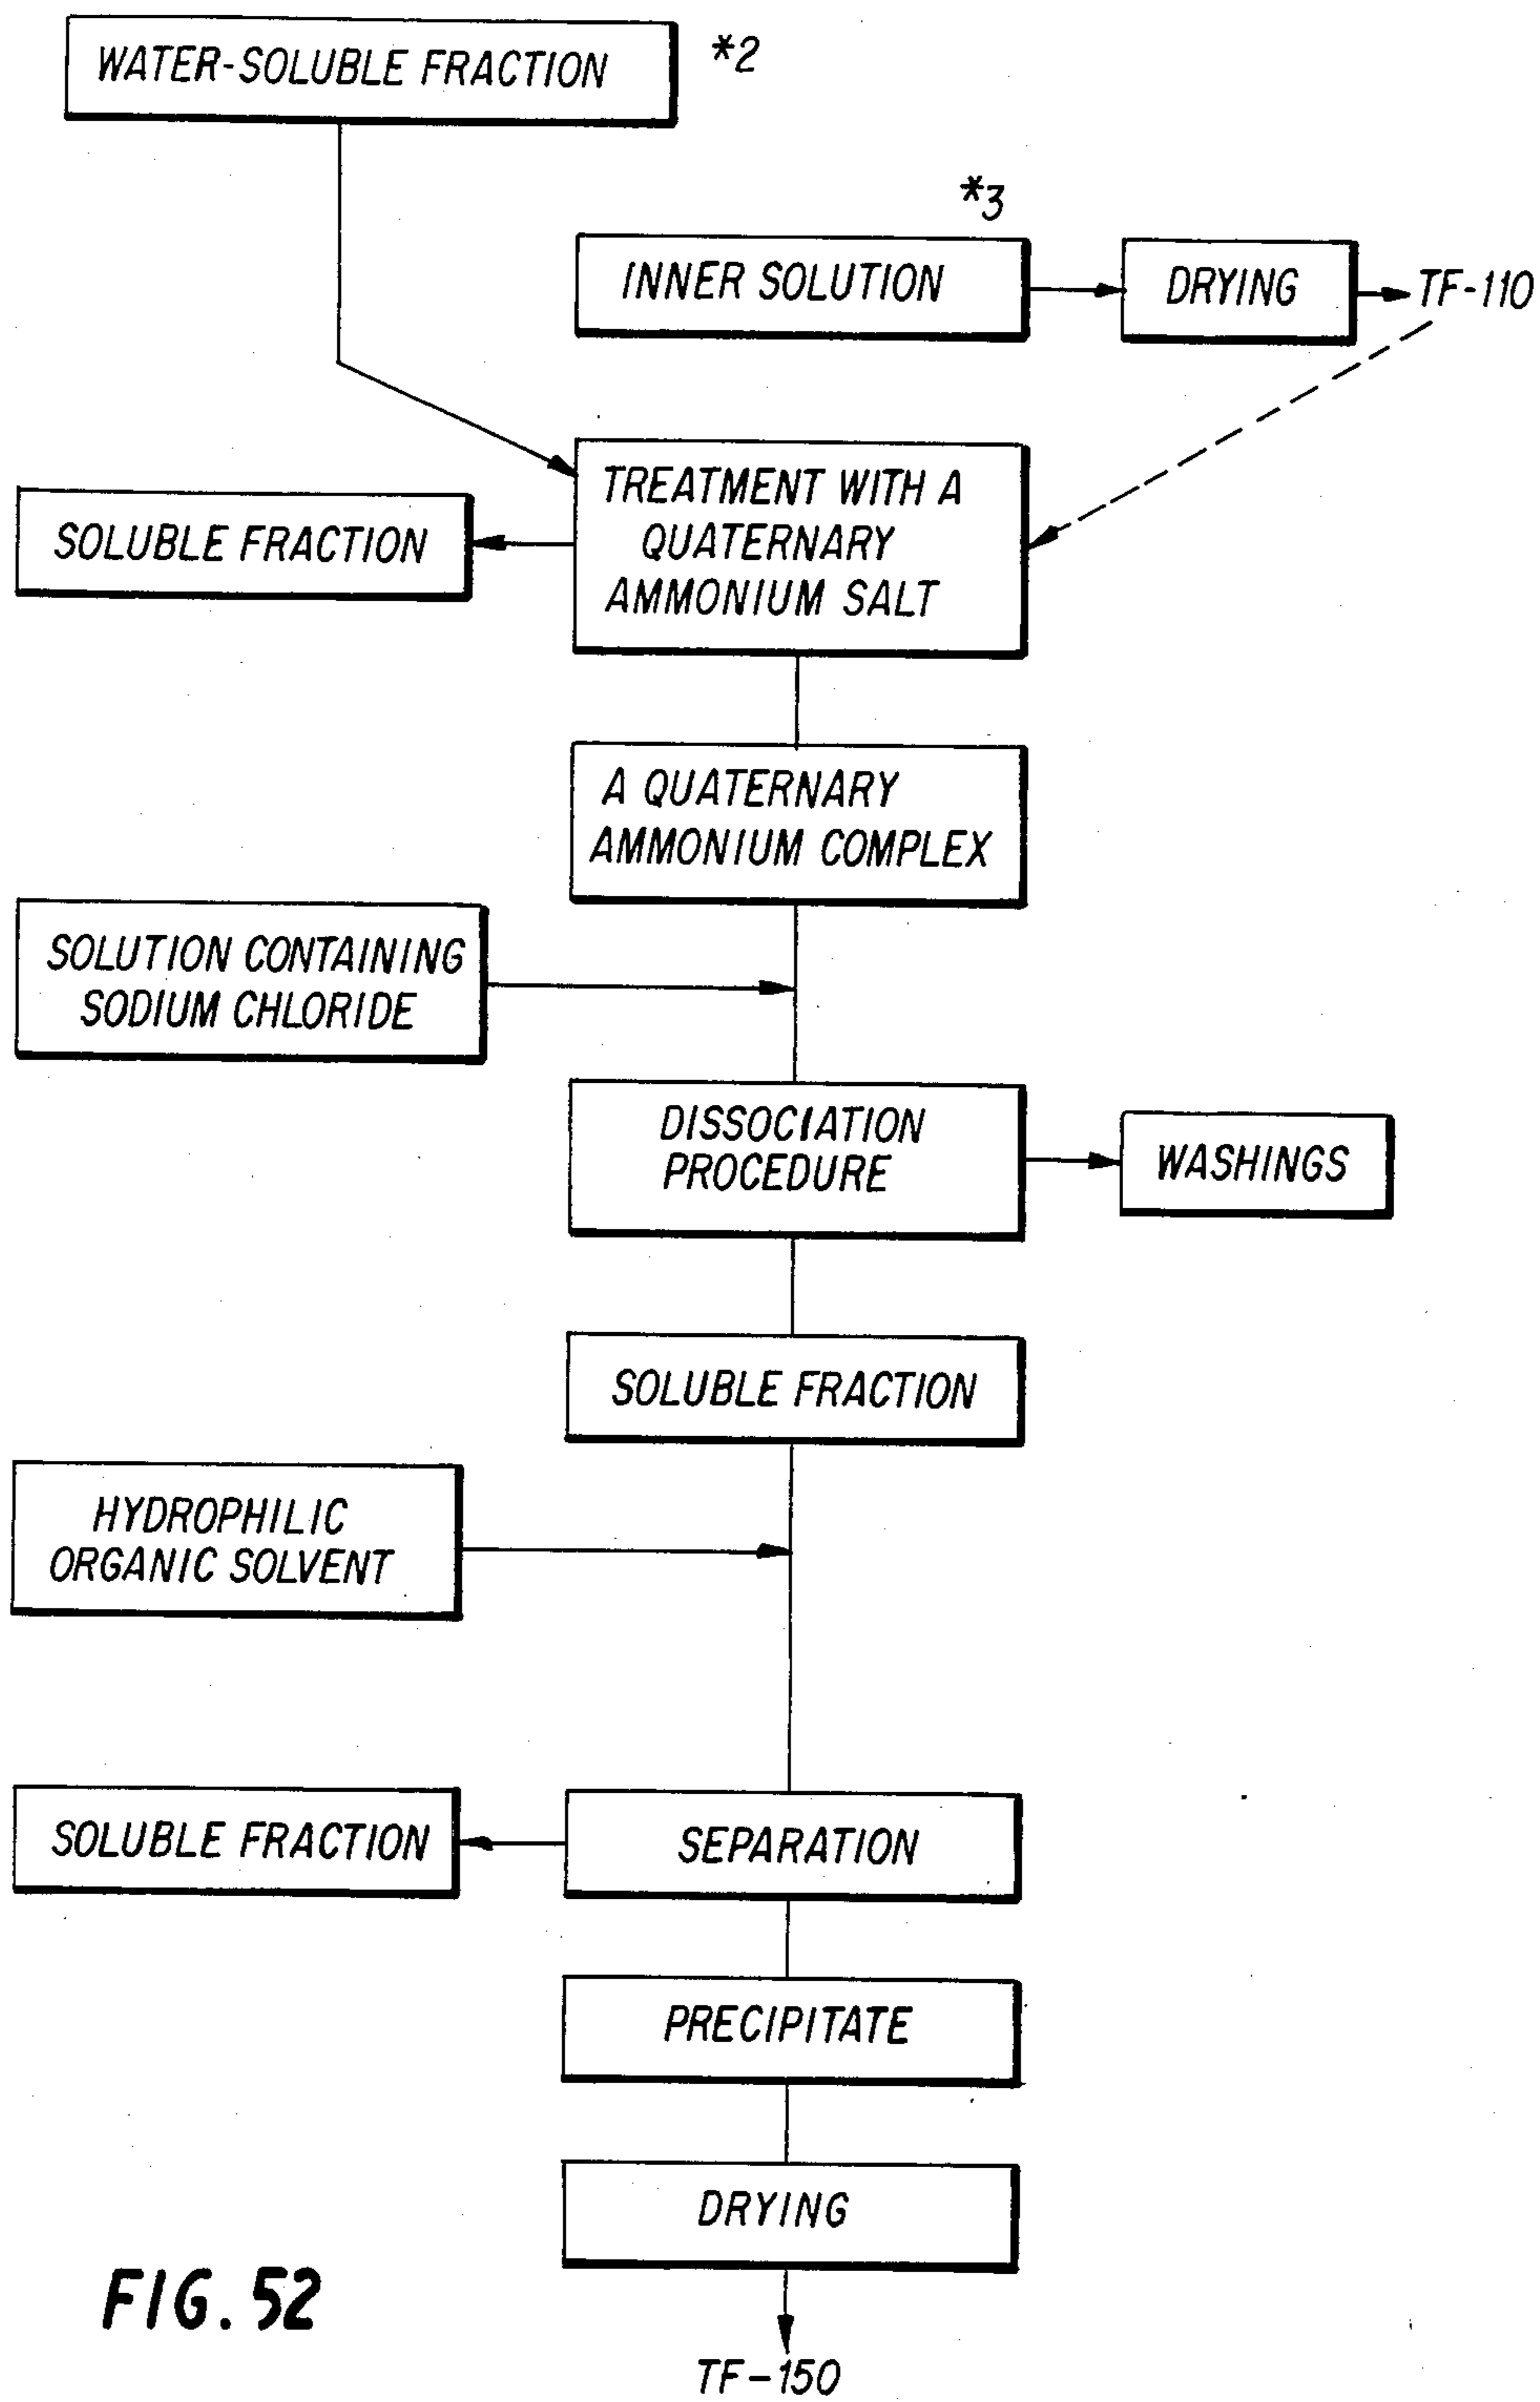 WATER-SOLUBLE FRACTION
*2
*3
INNER SOLUTION
DRYING
TF-110
TREATMENT WITH A
QUATERNARY
AMMONIUM SALT
SOLUBLE FRACTION
A QUATERNARY
AMMONIUM COMPLEX
SOLUTION CONTAINING
SODIUM CHLORIDE
DISSOCIATION
PROCEDURE
WASHINGS
SOLUBLE FRACTION
HYDROPHILIC
ORGANIC SOLVENT
SOLUBLE FRACTION
SEPARATION
PRECIPITATE
DRYING
FIG. 52
TF-150